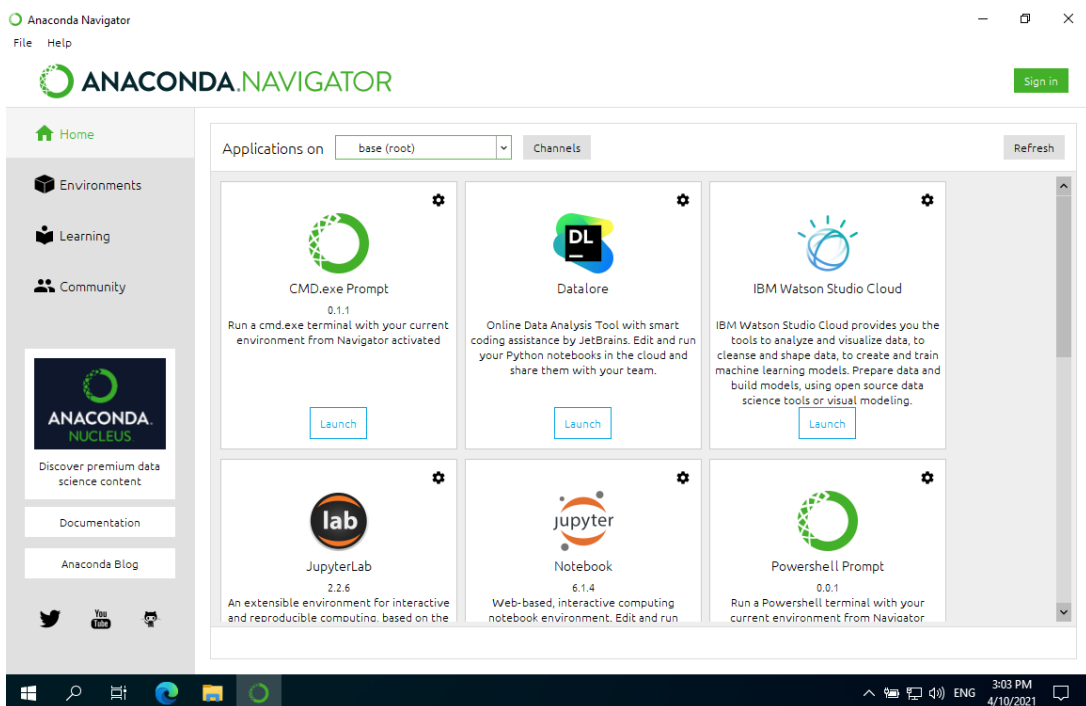 Anaconda Navigator
File Help
ANACONDA.NAVIGATOR
Sign in
Home
Environments
Learning
Community
ANACONDA.
NUCLEUS
Discover premium data
science content
Documentation
Anaconda Blog
You
Tube
Applications on base (root) Channels Refresh
CMD.exe Prompt
0.1.1
Run a cmd.exe terminal with your current
environment from Navigator activated
Launch
DL
Datalore
Online Data Analysis Tool with smart
coding assistance by JetBrains. Edit and run
your Python notebooks in the cloud and
share them with your team.
Launch
IBM Watson Studio Cloud
IBM Watson Studio Cloud provides you the
tools to analyze and visualize data, to
cleanse and shape data, to create and train
machine learning models. Prepare data and
build models, using open source data
science tools or visual modeling.
Launch
lab
JupyterLab
2.2.6
An extensible environment for interactive
and reproducible computing, based on the
jupyter
Notebook
6.1.4
Web-based, interactive computing
notebook environment. Edit and run
Powershell Prompt
0.0.1
Run a Powershell terminal with your
current environment from Navigator
ENG
3:03 PM
4/10/2021